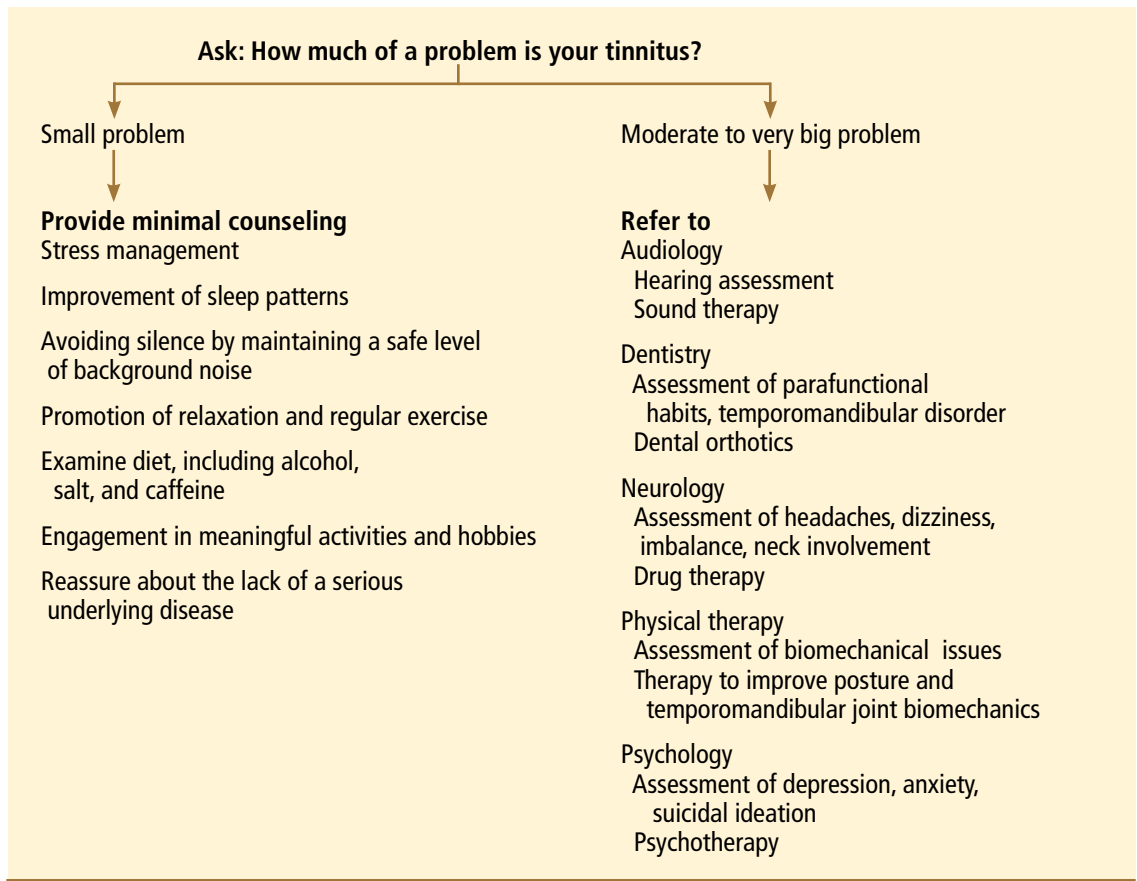 Ask: How much of a problem is your tinnitus?
Small problem
Provide minimal counseling
Stress management
Improvement of sleep patterns
Avoiding silence by maintaining a safe level
of background noise
Promotion of relaxation and regular exercise
Examine diet, including alcohol,
salt, and caffeine
Engagement in meaningful activities and hobbies
Reassure about the lack of a serious
underlying disease
Moderate to very big problem
Refer to
Audiology
Hearing assessment
Sound therapy
Dentistry
Assessment of parafunctional
habits, temporomandibular disorder
Dental orthotics
Neurology
Assessment of headaches, dizziness,
imbalance, neck involvement
Drug therapy
Physical therapy
Assessment of biomechanical issues
Therapy to improve posture and
temporomandibular joint biomechanics
Psychology
Assessment of depression, anxiety,
suicidal ideation
Psychotherapy